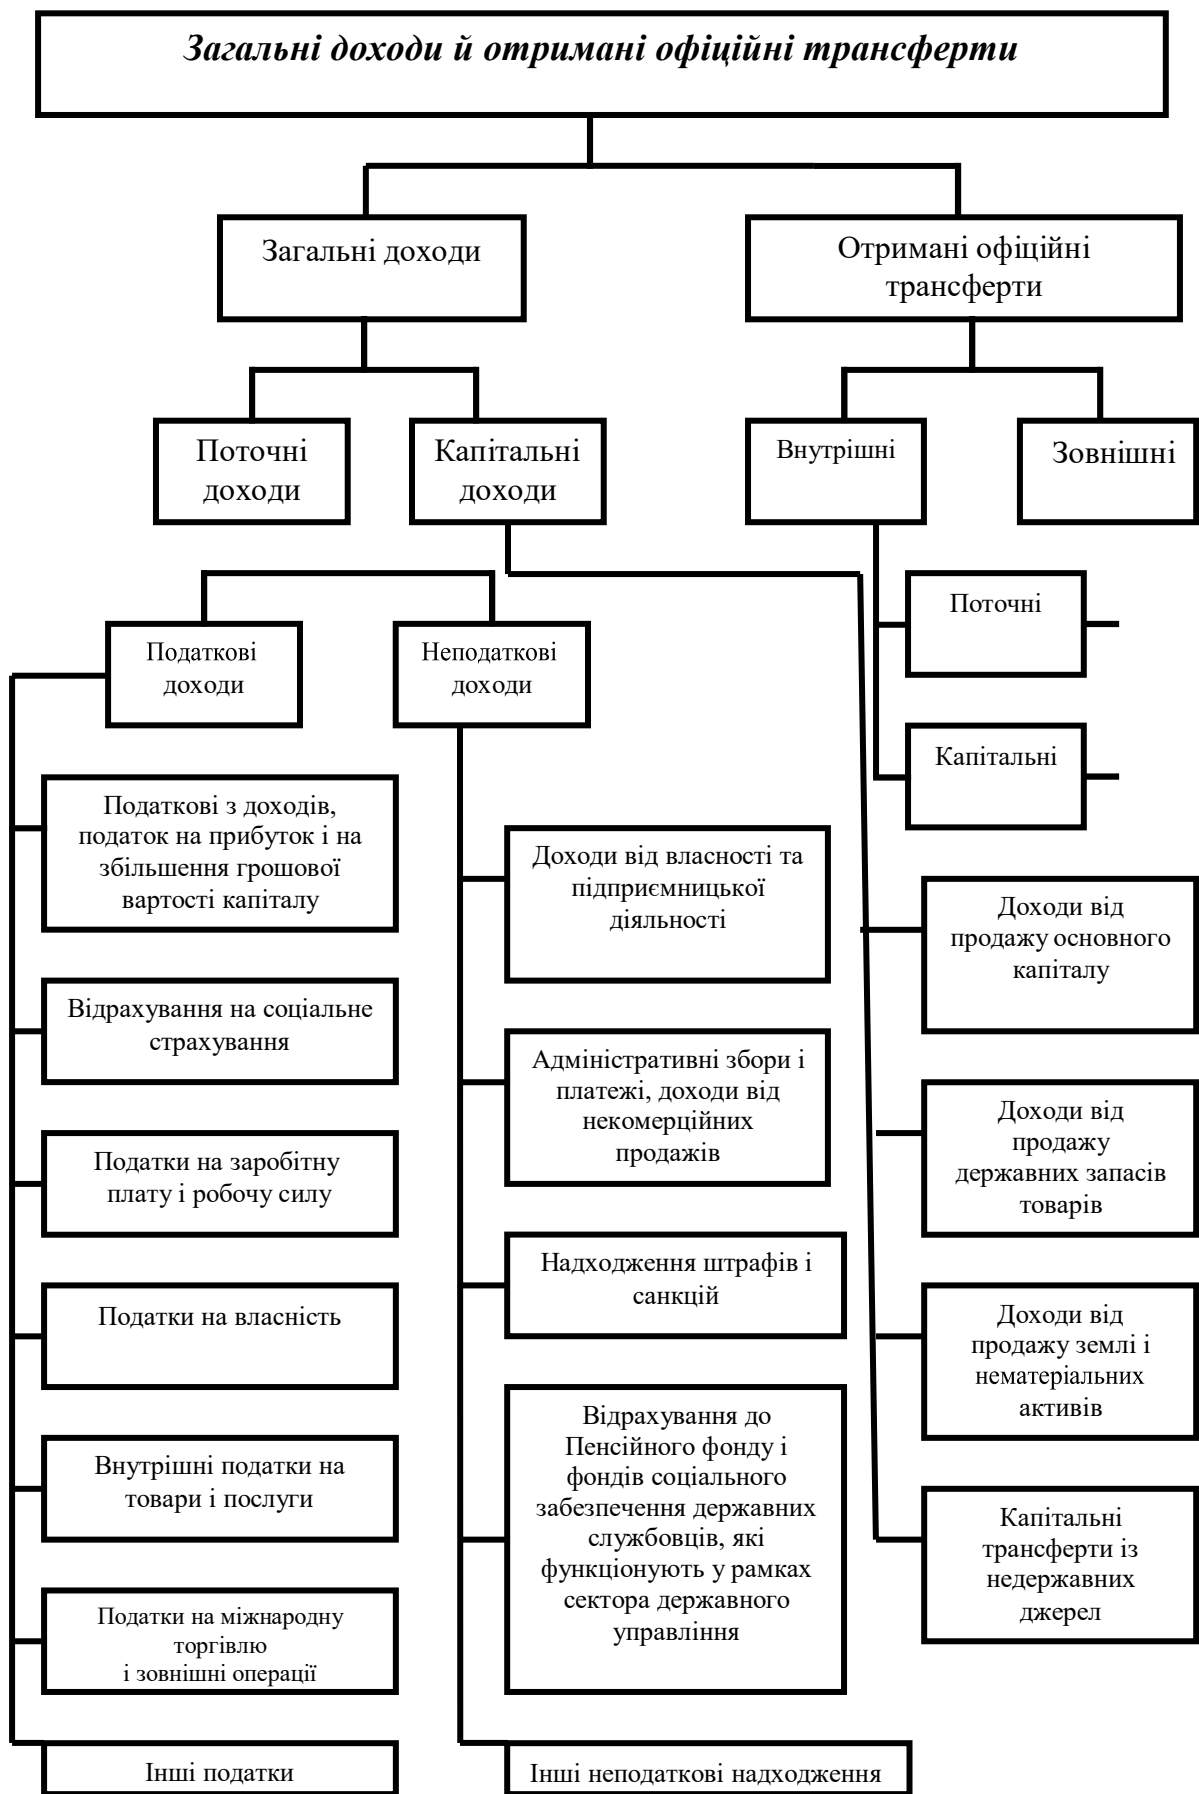 Загальні доходи й отримані офіційні трансферти
Загальні доходи
Отримані офіційні
трансферти
Поточні
доходи
Капітальні
доходи
Внутрішні
Зовнішні
Поточні
Капітальні
Податкові
доходи
Неподаткові
доходи
Податкові з доходів,
податок на прибуток і на
збільшення грошової
вартості капіталу
Відрахування на соціальне
страхування
Податки на заробітну
плату і робочу силу
Податки на власність
Внутрішні податки на
товари і послуги
Податки на міжнародну
торгівлю
і зовнішні операції
Інші податки
Доходи від власності та
підприємницької
діяльності
Адміністративні збори і
платежі, доходи від
некомерційних
продажів
Надходження штрафів і
санкцій
Відрахування до
Пенсійного фонду і
фондів соціального
забезпечення державних
службовців, які
функціонують у рамках
сектора державного
управління
Інші неподаткові надходження
Доходи від
продажу основного
капіталу
Доходи від
продажу
державних запасів
товарів
Доходи від
продажу землі і
нематеріальних
активів
Капітальні
трансферти із
недержавних
джерел